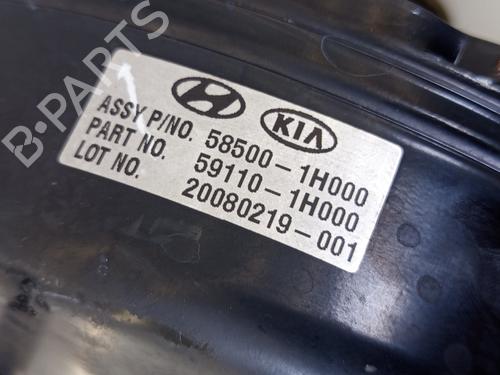 B-PARTS
KIA
ASSY P/NO. 58500-1H000
PART NO. 59110-1H000
LOT NO. 20080219-001